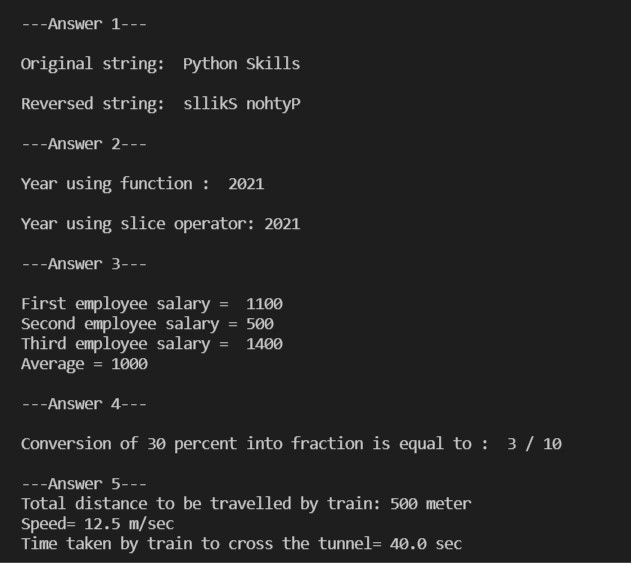 ---Answer 1---
Original string:  Python Skills
Reversed string:  sllikS nohtyP
---Answer 2---
Year using function :  2021
Year using slice operator: 2021
---Answer 3---
First employee salary =  1100
Second employee salary = 500
Third employee salary =  1400
Average = 1000
---Answer 4---
Conversion of 30 percent into fraction is equal to :  3 / 10
---Answer 5---
Total distance to be travelled by train: 500 meter
Speed= 12.5 m/sec
Time taken by train to cross the tunnel= 40.0 sec